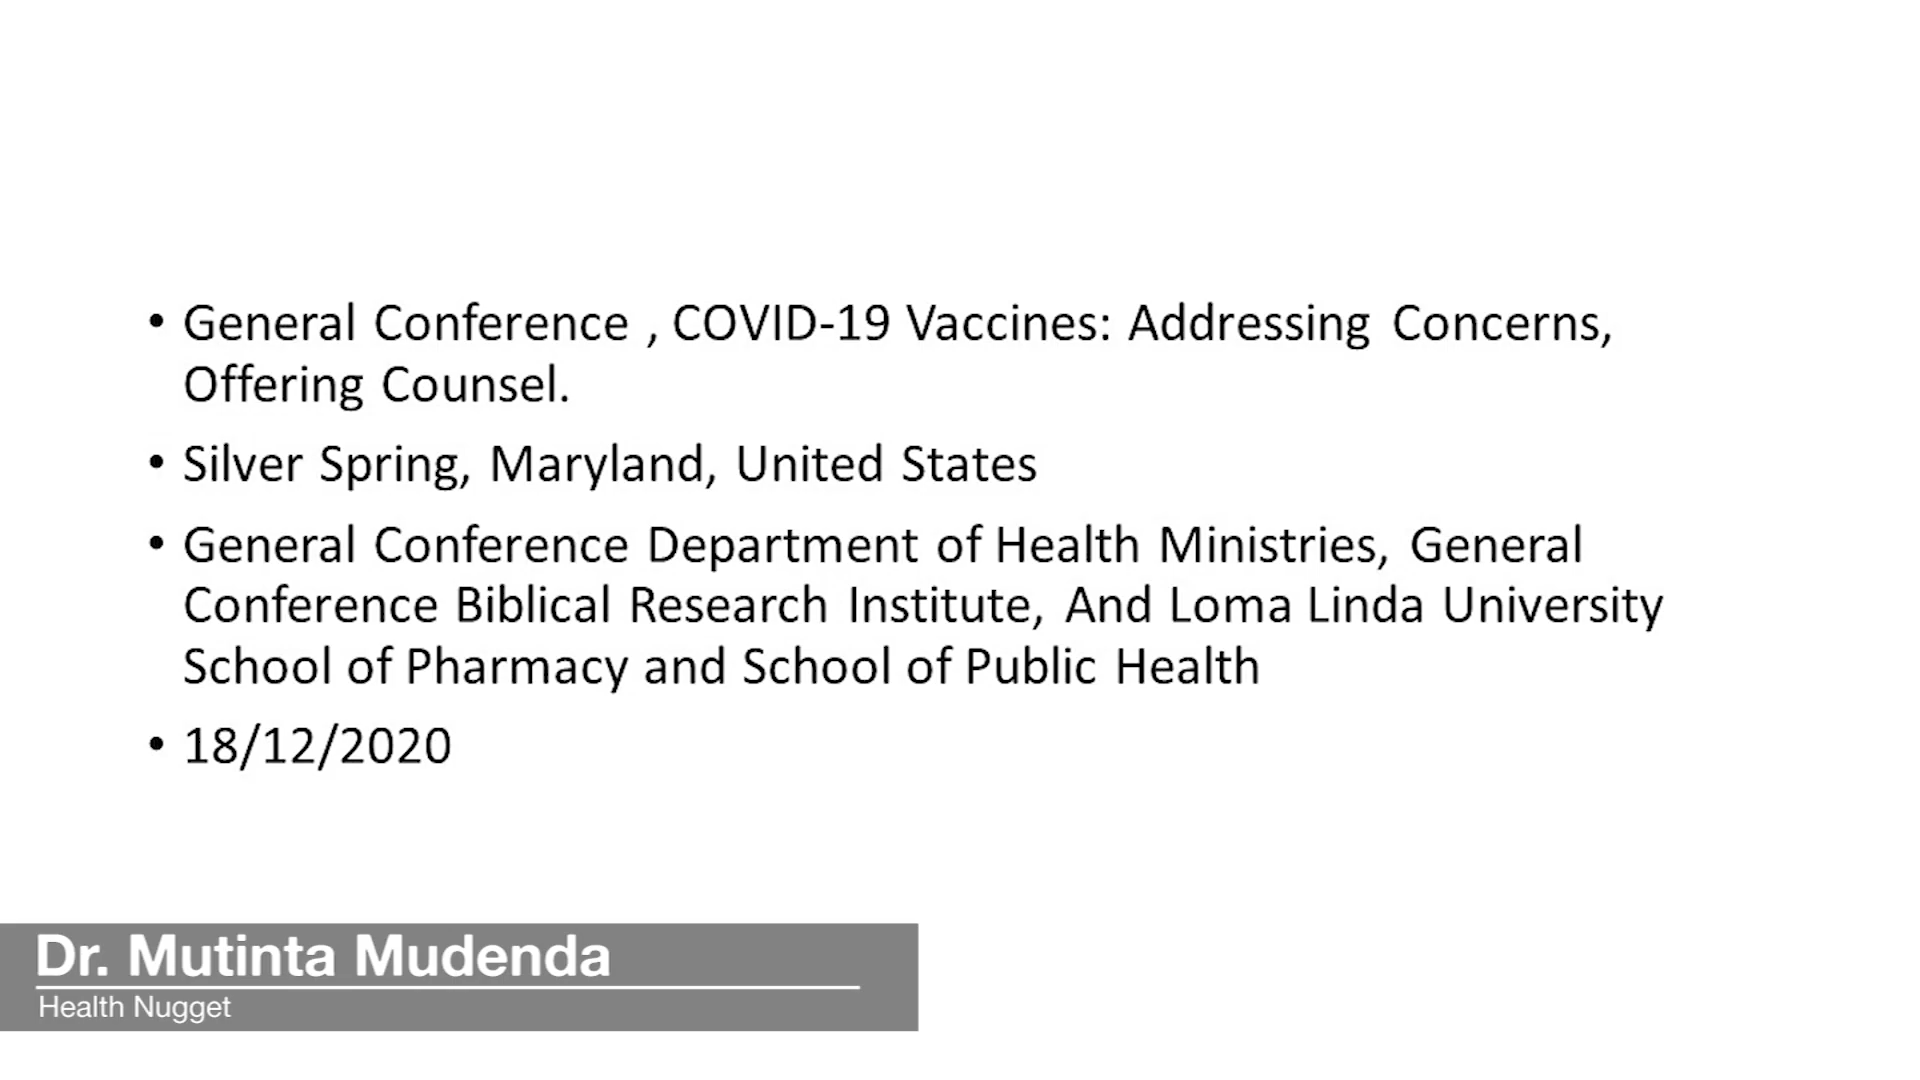 • General Conference , COVID-19 Vaccines: Addressing Concerns,
Offering Counsel.
• Silver Spring, Maryland, United States
• General Conference Department of Health Ministries, General
Conference Biblical Research Institute, And Loma Linda University
School of Pharmacy and School of Public Health
• 18/12/2020
Dr. Mutinta Mudenda
Health Nugget